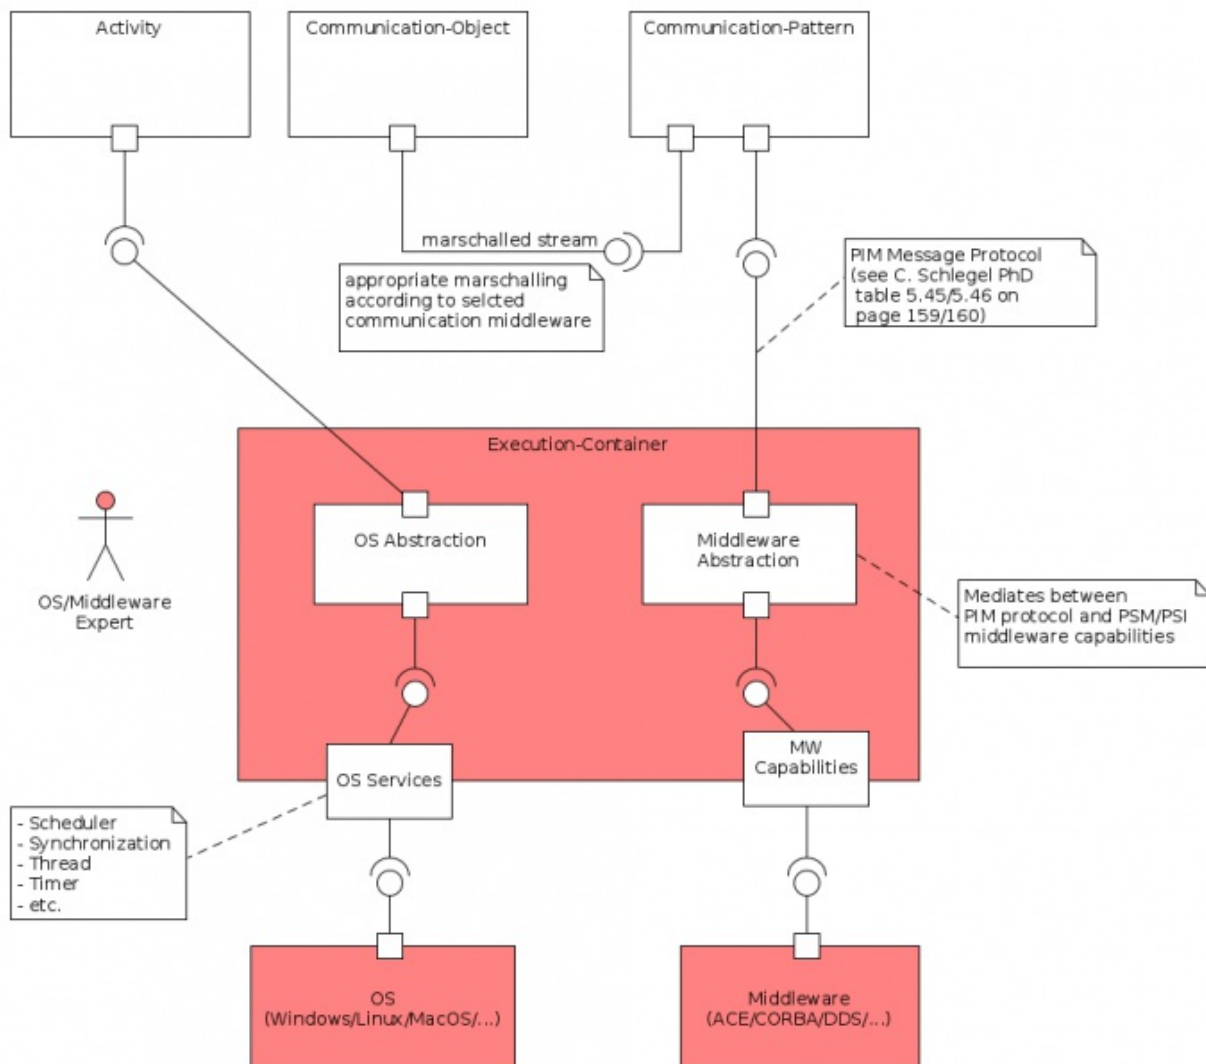 Activity
Communication-Object
Communication-Pattern
marschalled stream
appropriate marschalling
according to selcted
communication middleware
PIM Message Protocol
(see C. Schlegel PhD
table 5.45/5.46 on
page 159/160)
Execution-Container
OS Abstraction
Middleware
Abstraction
OS/Middleware
Expert
Mediates between
PIM protocol and PSM/PSI
middleware capabilities
OS Services
MW
Capabilities
- Scheduler
- Synchronization
- Thread
- Timer
- etc.
OS
(Windows/Linux/MacOS/...)
Middleware
(ACE/CORBA/DDS/...)